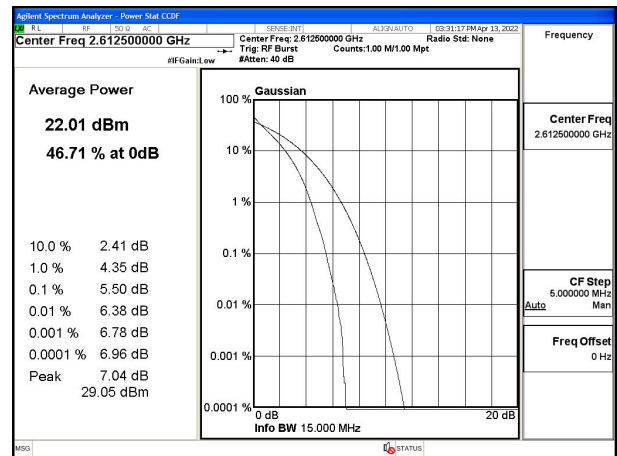 Agilent Spectrum Analyzer - Power Stat CCDF
RL RF 50 Ω AC SENSE:INT ALIGNAUTO 03:31:17 PM Apr 13, 2022
Center Freq 2.612500000 GHz
Center Freq: 2.612500000 GHz Radio Std: None
Trig: RF Burst Counts:1.00 M/1.00 Mpt
#IFGain:Low #Atten: 40 dB
Frequency
Average Power
22.01 dBm
46.71 % at 0dB
10.0 % 2.41 dB
1.0 % 4.35 dB
0.1 % 5.50 dB
0.01 % 6.38 dB
0.001 % 6.78 dB
0.0001 % 6.96 dB
Peak 7.04 dB
29.05 dBm
Gaussian
100 %
10 %
1 %
0.1 %
0.01 %
0.001 %
0.0001 %
0 dB 20 dB
Info BW 15.000 MHz
Center Freq
2.612500000 GHz
CF Step
5.000000 MHz
Auto Man
Freq Offset
0 Hz
MSG STATUS